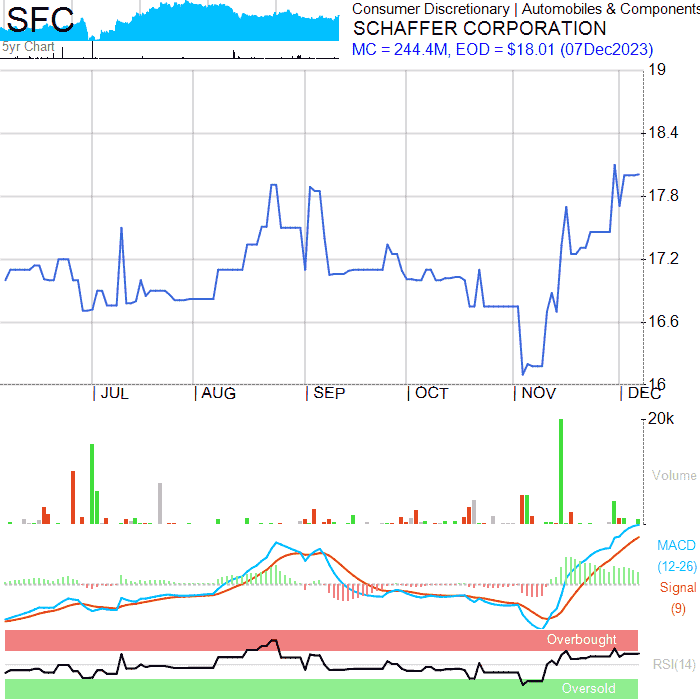 SFC
5yr Chart
Consumer Discretionary | Automobiles & Components
SCHAFFER CORPORATION
MC = 244.4M, EOD = $18.01 (07Dec2023)
19
18.4
17.8
17.2
16.6
16
JUL AUG SEP OCT NOV DEC
20k
Volume
MACD
(12-26)
Signal
(9)
Overbought
RSI(14)
Oversold